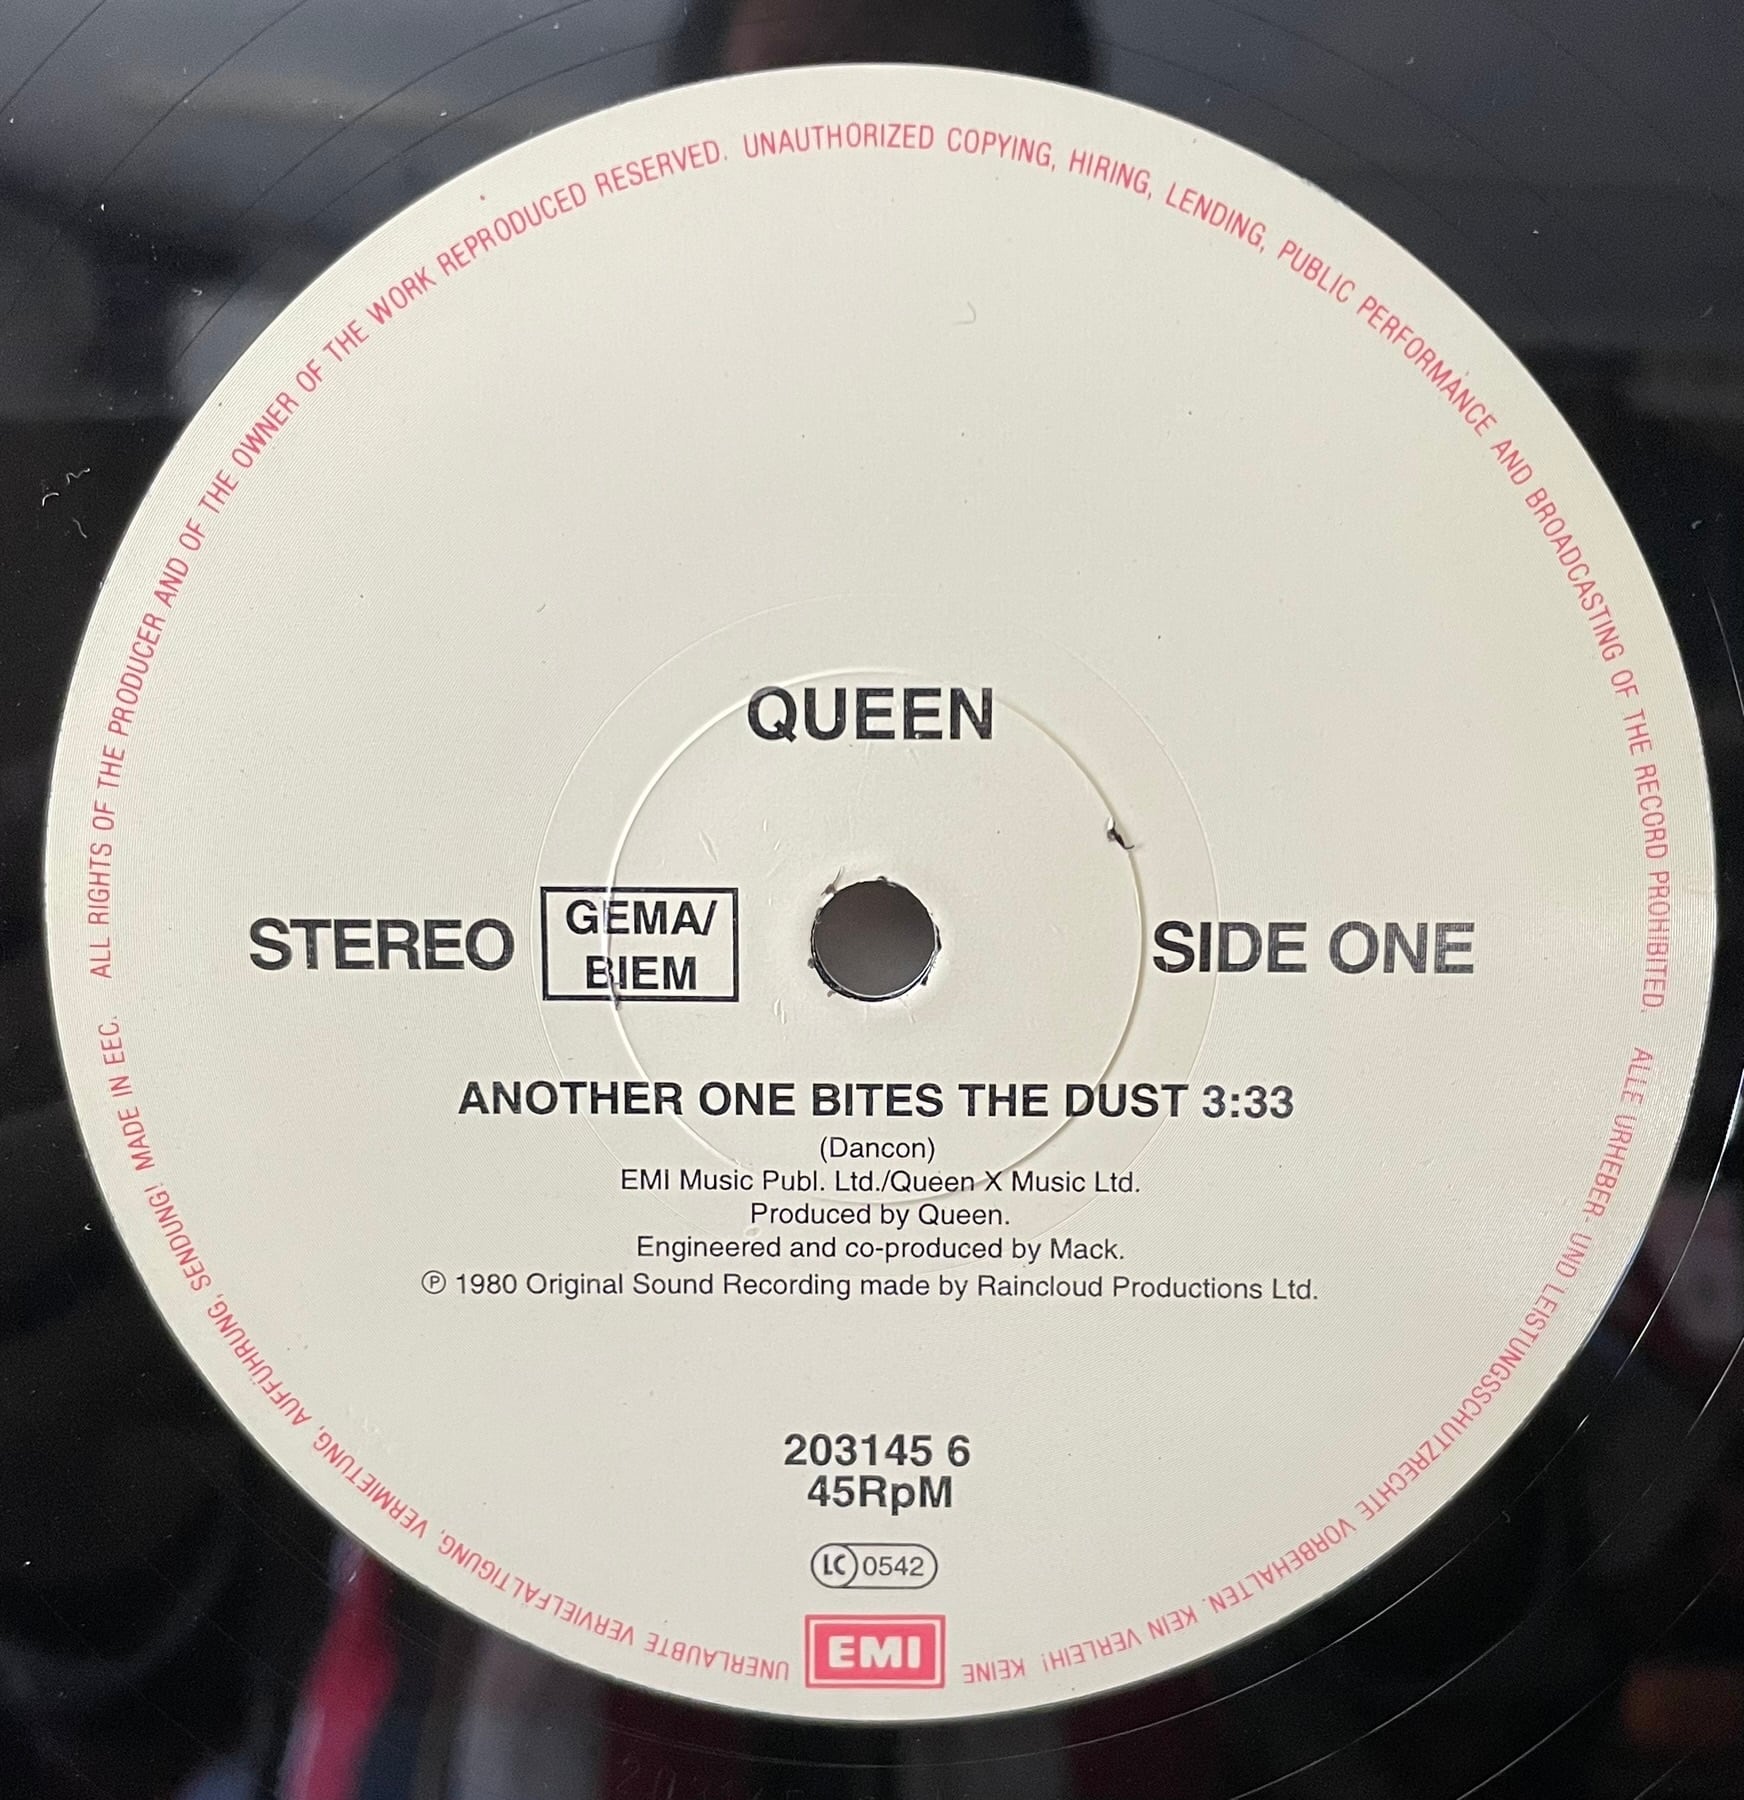 ALL RIGHTS OF THE PRODUCER AND OF THE OWNER OF THE WORK REPRODUCED RESERVED. UNAUTHORIZED COPYING, HIRING, LENDING, PUBLIC PERFORMANCE AND BROADCASTING OF THE RECORD PROHIBITED.
ALLE URHEBER- UND LEISTUNGSSCHUTZRECHTE VORBEHALTEN. KEIN VERLEIH! KEINE UNERLAUBTE VERVIELFÄLTIGUNG, VERMIETUNG, AUFFÜHRUNG, SENDUNG! MADE IN EEC.
QUEEN
STEREO
GEMA/
BIEM
SIDE ONE
ANOTHER ONE BITES THE DUST 3:33
(Dancon)
EMI Music Publ. Ltd./Queen X Music Ltd.
Produced by Queen.
Engineered and co-produced by Mack.
℗ 1980 Original Sound Recording made by Raincloud Productions Ltd.
203145 6
45RpM
LC 0542
EMI